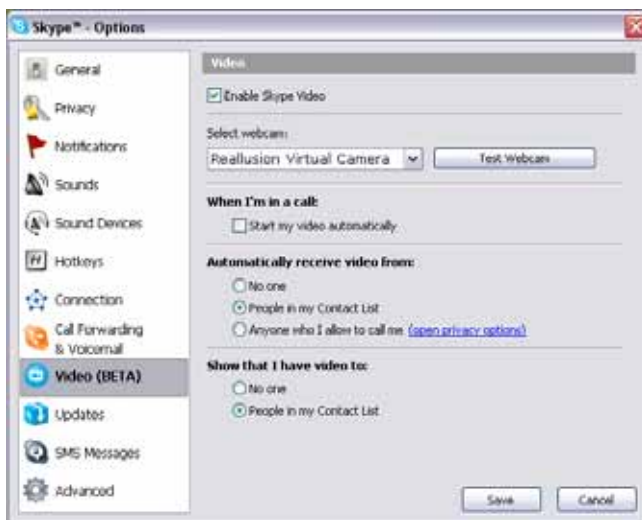 Skype™ - Options
General
Privacy
Notifications
Sounds
Sound Devices
Hotkeys
Connection
Call Forwarding
& Voicemail
Video (BETA)
Updates
SMS Messages
Advanced
Video
Enable Skype Video
Select webcam:
Reallusion Virtual Camera
Test Webcam
When I'm in a call:
Start my video automatically
Automatically receive video from:
No one
People in my Contact List
Anyone who I allow to call me (open privacy options)
Show that I have video to:
No one
People in my Contact List
Save
Cancel